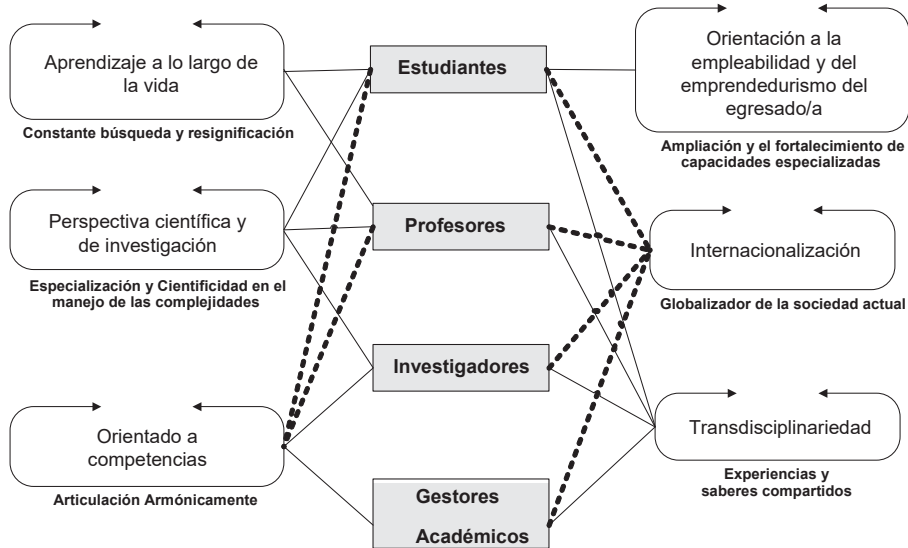 Aprendizaje a lo largo de
la vida
Constante búsqueda y resignificación
Perspectiva científica y
de investigación
Especialización y Cientificidad en el
manejo de las complejidades
Orientado a
competencias
Articulación Armónicamente
Estudiantes
Profesores
Investigadores
Gestores
Académicos
Orientación a la
empleabilidad y del
emprendedurismo del
egresado/a
Ampliación y el fortalecimiento de
capacidades especializadas
Internacionalización
Globalizador de la sociedad actual
Transdisciplinariedad
Experiencias y
saberes compartidos